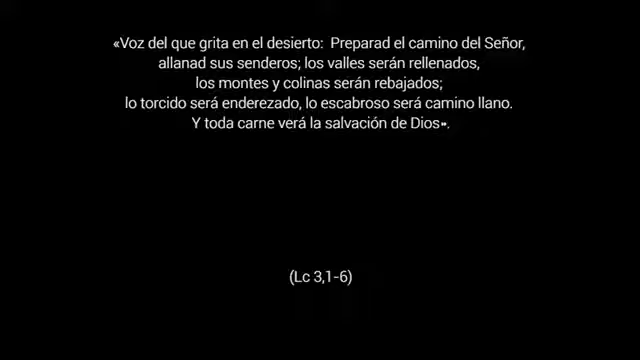 «Voz del que grita en el desierto:  Preparad el camino del Señor,
allanad sus senderos; los valles serán rellenados,
los montes y colinas serán rebajados;
lo torcido será enderezado, lo escabroso será camino llano.
Y toda carne verá la salvación de Dios».
(Lc 3,1-6)